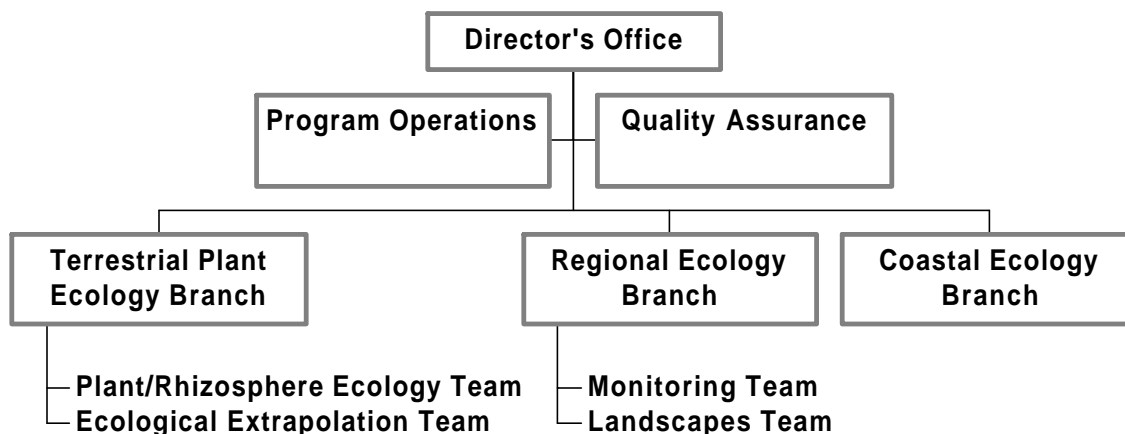 Director's Office
Program Operations
Quality Assurance
Terrestrial Plant
Ecology Branch
Regional Ecology
Branch
Coastal Ecology
Branch
Plant/Rhizosphere Ecology Team
Ecological Extrapolation Team
Monitoring Team
Landscapes Team